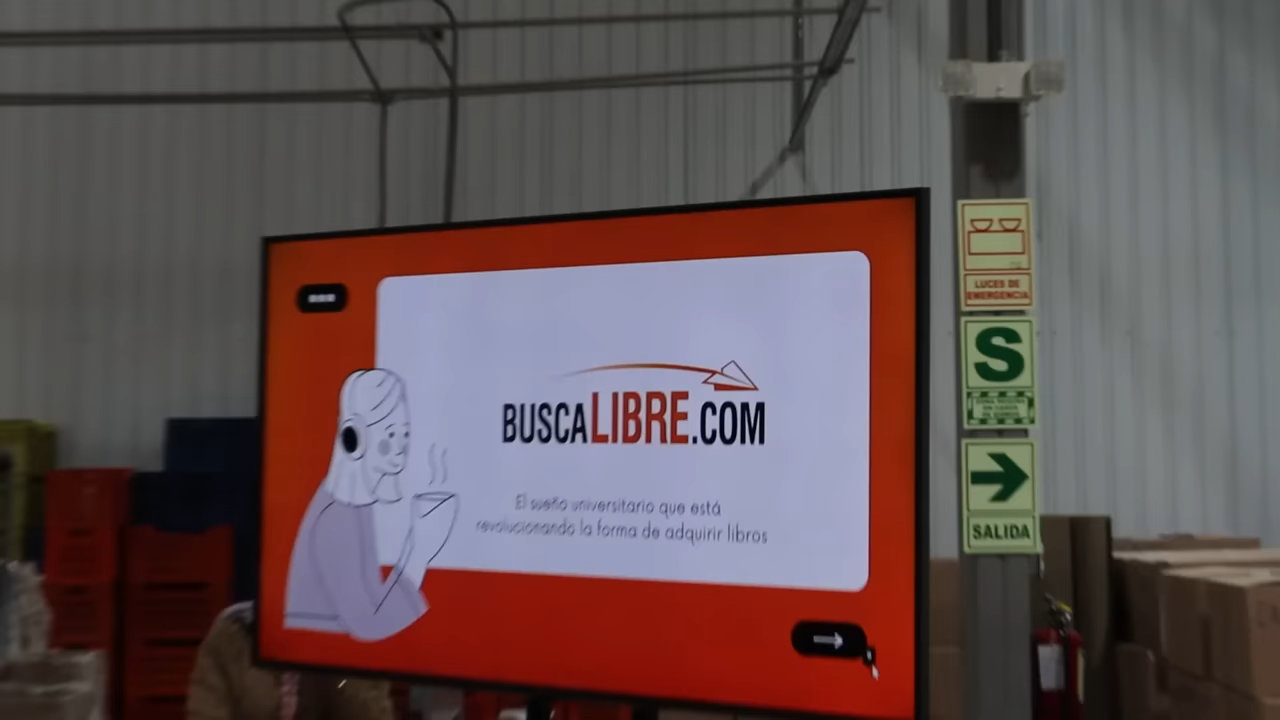 BUSCALIBRE.COM
El sueño universitario que está
revolucionando la forma de adquirir libros
LUCES DE
EMERGENCIA
S
SALIDA